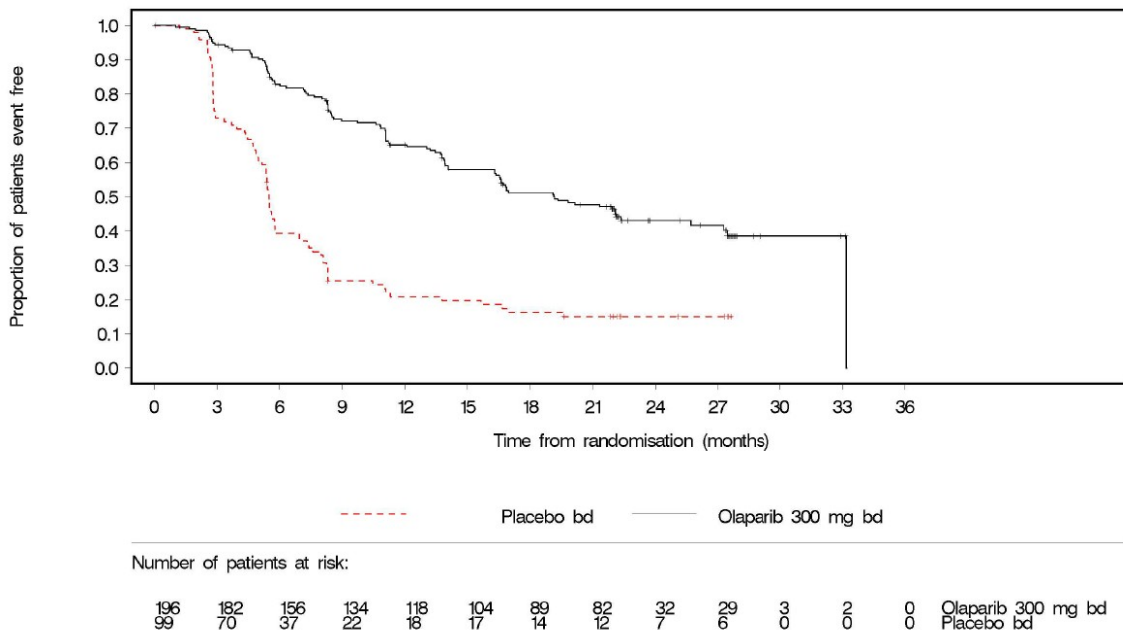 Proportion of patients event free
1.0
0.9
0.8
0.7
0.6
0.5
0.4
0.3
0.2
0.1
0.0
0 3 6 9 12 15 18 21 24 27 30 33 36
Time from randomisation (months)
Placebo bd Olaparib 300 mg bd
Number of patients at risk:
196 182 156 134 118 104 89 82 32 29 3 2 0 Olaparib 300 mg bd
99 70 37 22 18 17 14 12 7 6 0 0 0 Placebo bd